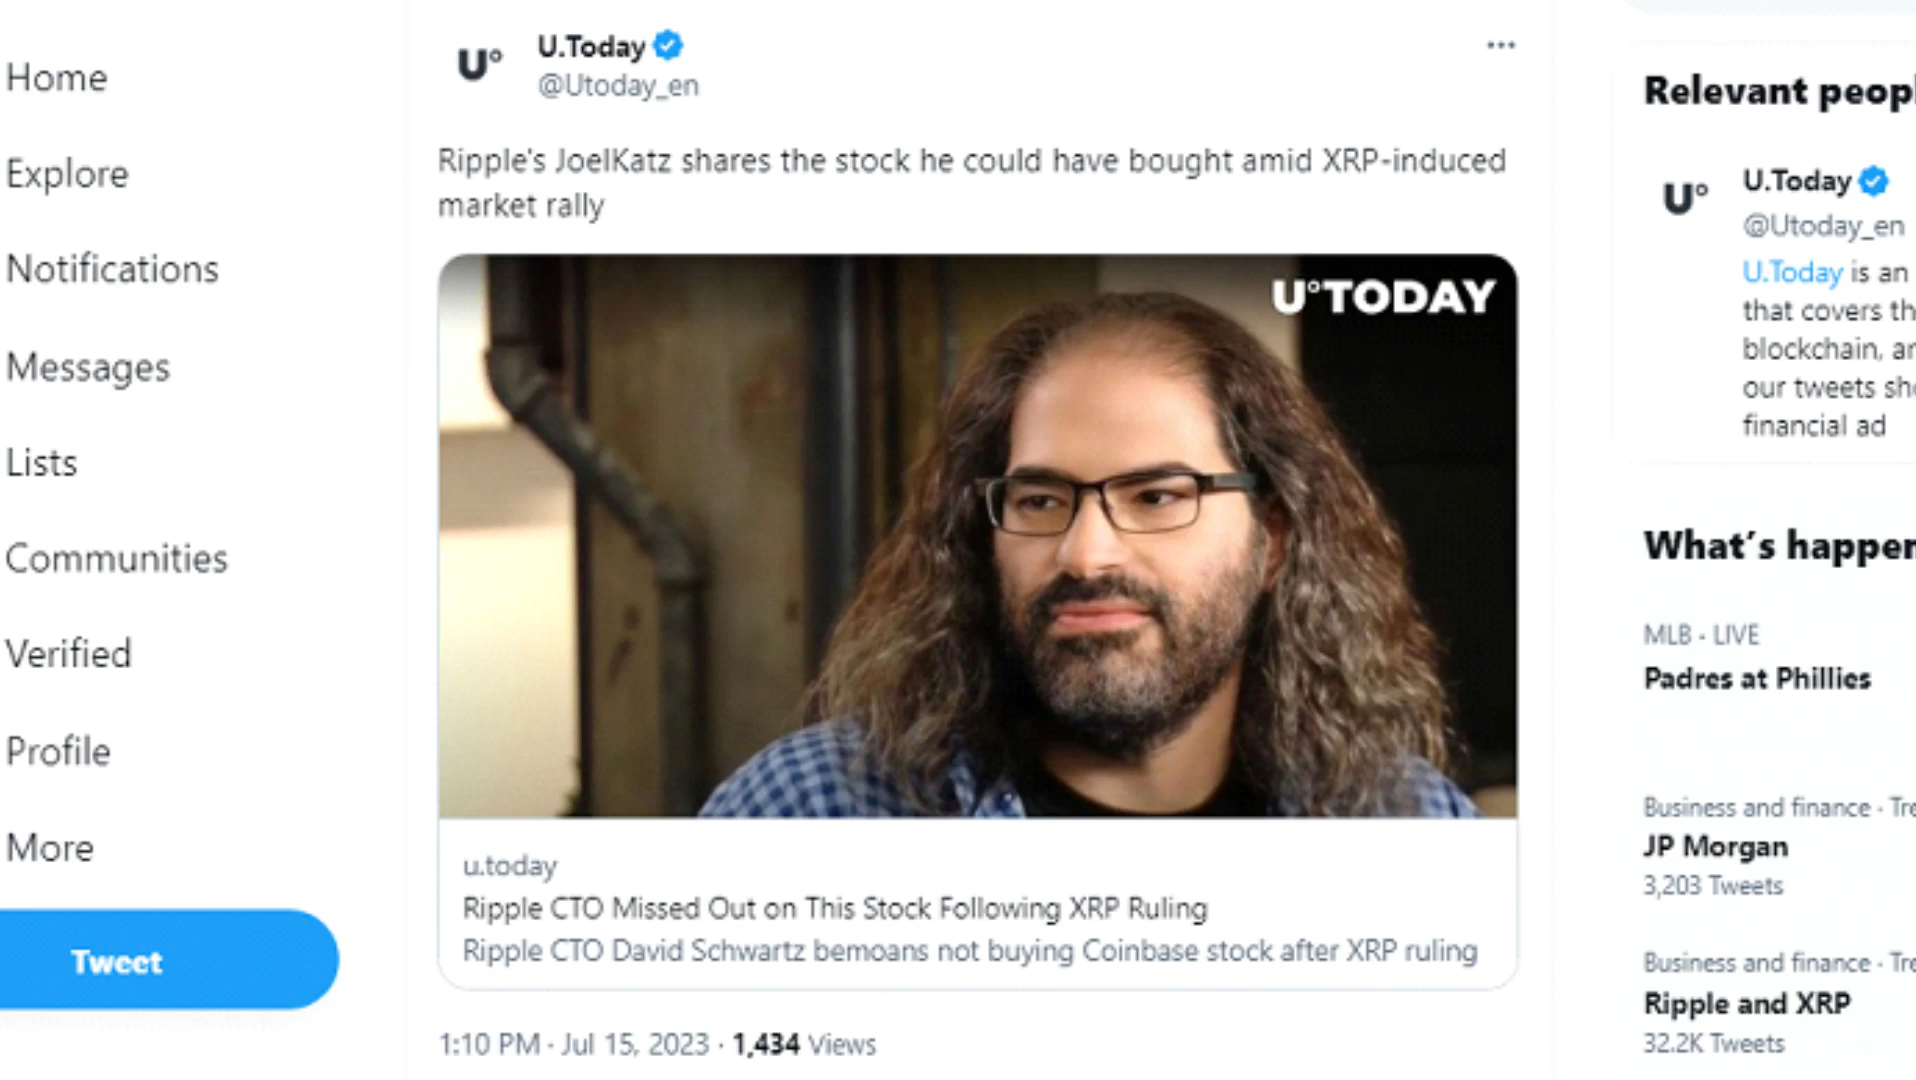 Home
Explore
Notifications
Messages
Lists
Communities
Verified
Profile
More
Tweet
U° U.Today
@Utoday_en
Ripple's JoelKatz shares the stock he could have bought amid XRP-induced
market rally
U°TODAY
u.today
Ripple CTO Missed Out on This Stock Following XRP Ruling
Ripple CTO David Schwartz bemoans not buying Coinbase stock after XRP ruling
1:10 PM · Jul 15, 2023 · 1,434 Views
Relevant peopl
U° U.Today
@Utoday_en
U.Today is an
that covers th
blockchain, an
our tweets sho
financial ad
What's happen
MLB · LIVE
Padres at Phillies
Business and finance · Tre
JP Morgan
3,203 Tweets
Business and finance · Tre
Ripple and XRP
32.2K Tweets